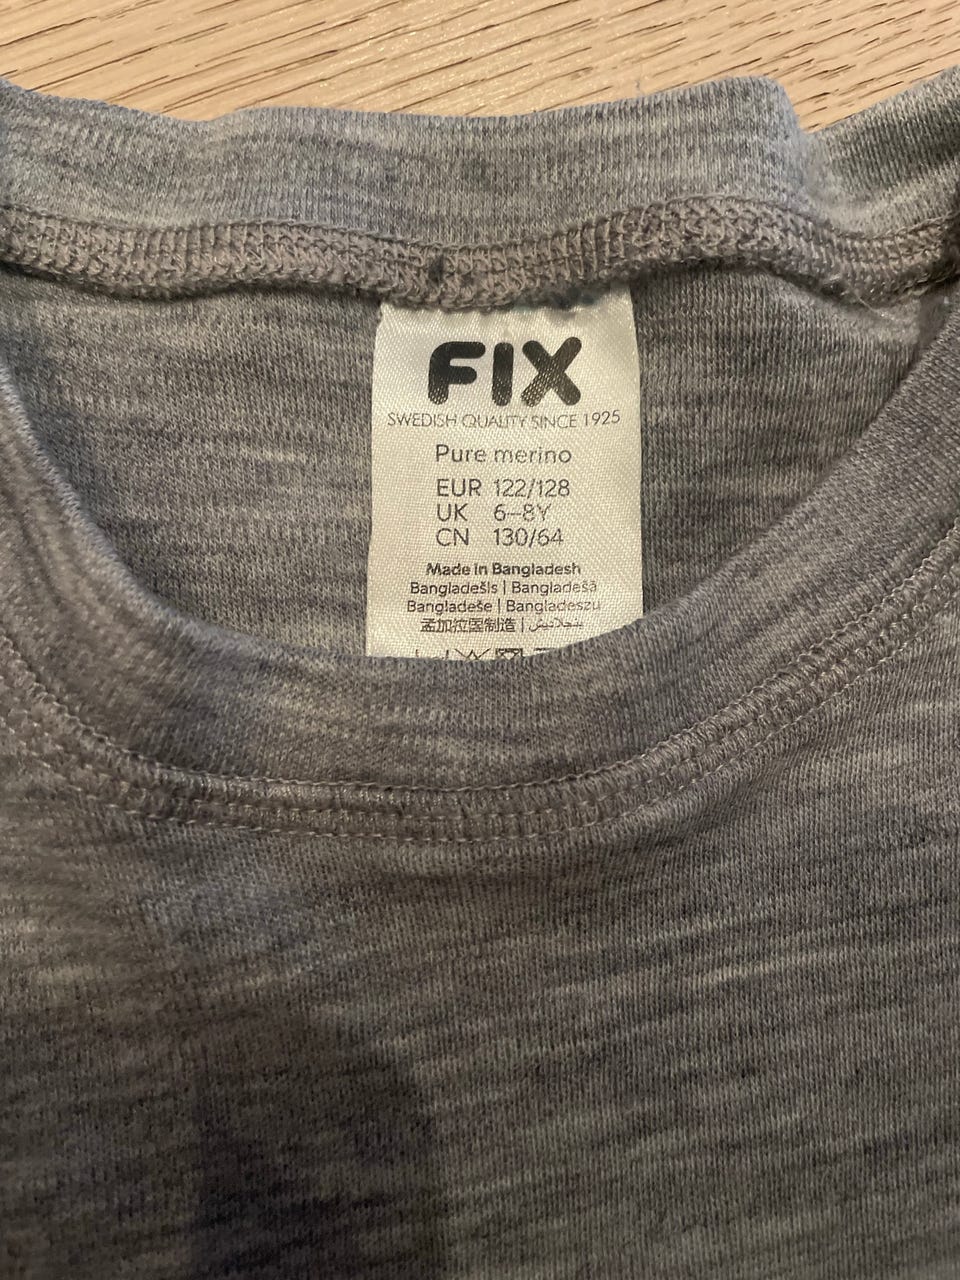 FIX
SWEDISH QUALITY SINCE 1925
Pure merino
EUR 122/128
UK 6–8Y
CN 130/64
Made in Bangladesh
Bangladešis | Bangladešā
Bangladeše | Bangladeszu
孟加拉国制造 | بنجلاديش